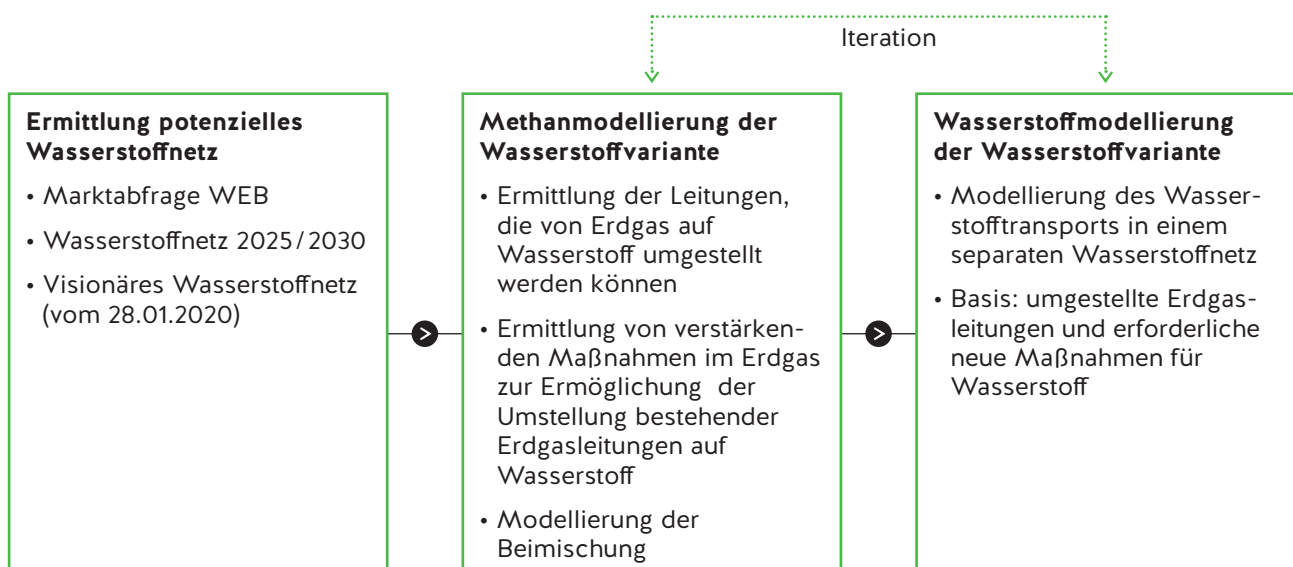 Iteration
Ermittlung potenzielles
Wasserstoffnetz
• Marktabfrage WEB
• Wasserstoffnetz 2025/2030
• Visionäres Wasserstoffnetz
(vom 28.01.2020)
Methanmodellierung der
Wasserstoffvariante
• Ermittlung der Leitungen,
die von Erdgas auf
Wasserstoff umgestellt
werden können
• Ermittlung von verstärken-
den Maßnahmen im Erdgas
zur Ermöglichung der
Umstellung bestehender
Erdgasleitungen auf
Wasserstoff
• Modellierung der
Beimischung
Wasserstoffmodellierung
der Wasserstoffvariante
• Modellierung des Wasser-
stofftransports in einem
separaten Wasserstoffnetz
• Basis: umgestellte Erdgas-
leitungen und erforderliche
neue Maßnahmen für
Wasserstoff